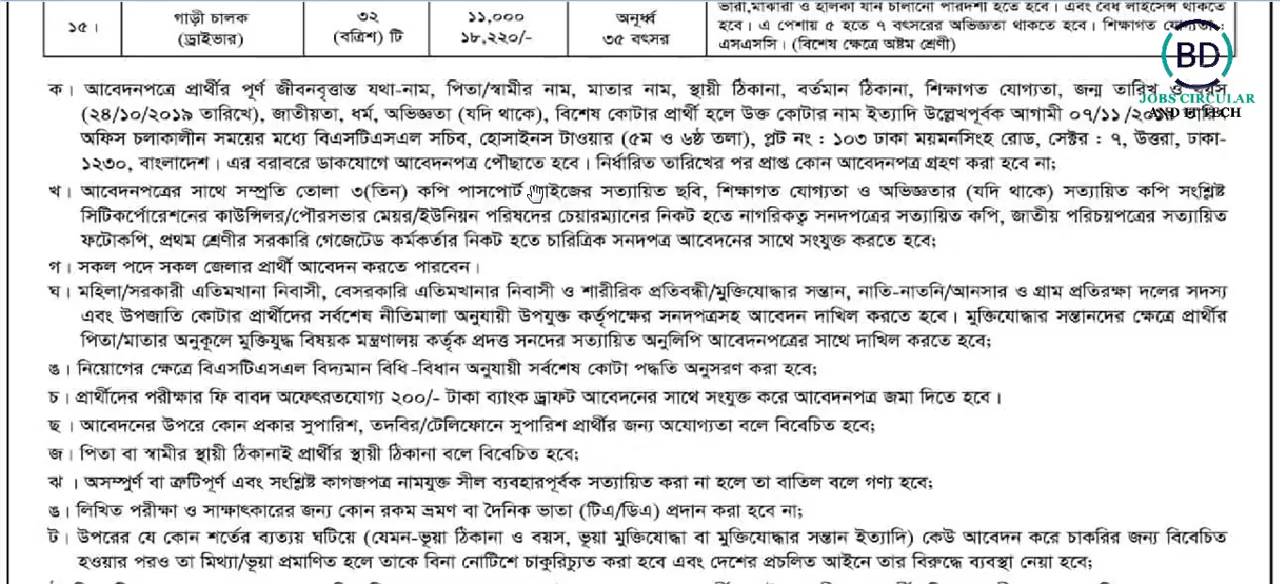 ভারী,মাঝারী ও হালকা যান চালানো পারদর্শী হতে হবে। এবং বৈধ লাইসেন্স থাকতে
১৫। গাড়ী চালক ৩২ ১১,০০০ অনূর্ধ্ব হবে। এ পেশায় ৫ হতে ৭ বৎসরের অভিজ্ঞতা থাকতে হবে। শিক্ষাগত
(ড্রাইভার) (বত্রিশ) টি ১৮,২২০/- ৩৫ বৎসর এসএসসি। (বিশেষ ক্ষেত্রে অষ্টম শ্রেণী)
BD
JOBS CIRCULAR
AND IT TECH
ক। আবেদনপত্রে প্রার্থীর পূর্ণ জীবনবৃত্তান্ত যথা-নাম, পিতা/স্বামীর নাম, মাতার নাম, স্থায়ী ঠিকানা, বর্তমান ঠিকানা, শিক্ষাগত যোগ্যতা, জন্ম তারিখ ও বয়স
(২৪/১০/২০১৯ তারিখে), জাতীয়তা, ধর্ম, অভিজ্ঞতা (যদি থাকে), বিশেষ কোটার প্রার্থী হলে উক্ত কোটার নাম ইত্যাদি উল্লেখপূর্বক আগামী ০৭/১১/২০১৯
অফিস চলাকালীন সময়ের মধ্যে বিএসটিএসএল সচিব, হোসাইনস টাওয়ার (৫ম ও ৬ষ্ঠ তলা), প্লট নং : ১০৩ ঢাকা ময়মনসিংহ রোড, সেক্টর : ৭, উত্তরা, ঢাকা-
১২৩০, বাংলাদেশ। এর বরাবরে ডাকযোগে আবেদনপত্র পৌছাতে হবে। নির্ধারিত তারিখের পর প্রাপ্ত কোন আবেদনপত্র গ্রহণ করা হবে না;
খ। আবেদনপত্রের সাথে সম্প্রতি তোলা ৩(তিন) কপি পাসপোর্ট সাইজের সত্যায়িত ছবি, শিক্ষাগত যোগ্যতা ও অভিজ্ঞতার (যদি থাকে) সত্যায়িত কপি সংশ্লিষ্ট
সিটিকর্পোরেশনের কাউন্সিলর/পৌরসভার মেয়র/ইউনিয়ন পরিষদের চেয়ারম্যানের নিকট হতে নাগরিকত্ব সনদপত্রের সত্যায়িত কপি, জাতীয় পরিচয়পত্রের সত্যায়িত
ফটোকপি, প্রথম শ্রেণীর সরকারি গেজেটেড কর্মকর্তার নিকট হতে চারিত্রিক সনদপত্র আবেদনের সাথে সংযুক্ত করতে হবে;
গ। সকল পদে সকল জেলার প্রার্থী আবেদন করতে পারবেন।
ঘ। মহিলা/সরকারী এতিমখানা নিবাসী, বেসরকারি এতিমখানার নিবাসী ও শারীরিক প্রতিবন্ধী/মুক্তিযোদ্ধার সন্তান, নাতি-নাতনি/আনসার ও গ্রাম প্রতিরক্ষা দলের সদস্য
এবং উপজাতি কোটার প্রার্থীদের সর্বশেষ নীতিমালা অনুযায়ী উপযুক্ত কর্তৃপক্ষের সনদপত্রসহ আবেদন দাখিল করতে হবে। মুক্তিযোদ্ধার সন্তানদের ক্ষেত্রে প্রার্থীর
পিতা/মাতার অনুকূলে মুক্তিযুদ্ধ বিষয়ক মন্ত্রণালয় কর্তৃক প্রদত্ত সনদের সত্যায়িত অনুলিপি আবেদনপত্রের সাথে দাখিল করতে হবে;
ঙ। নিয়োগের ক্ষেত্রে বিএসটিএসএল বিদ্যমান বিধি-বিধান অনুযায়ী সর্বশেষ কোটা পদ্ধতি অনুসরণ করা হবে;
চ। প্রার্থীদের পরীক্ষার ফি বাবদ অফেৎরতযোগ্য ২০০/- টাকা ব্যাংক ড্রাফট আবেদনের সাথে সংযুক্ত করে আবেদনপত্র জমা দিতে হবে।
ছ। আবেদনের উপরে কোন প্রকার সুপারিশ, তদবির/টেলিফোনে সুপারিশ প্রার্থীর জন্য অযোগ্যতা বলে বিবেচিত হবে;
জ। পিতা বা স্বামীর স্থায়ী ঠিকানাই প্রার্থীর স্থায়ী ঠিকানা বলে বিবেচিত হবে;
ঝ । অসম্পুর্ণ বা ত্রুটিপূর্ণ এবং সংশ্লিষ্ট কাগজপত্র নামযুক্ত সীল ব্যবহারপূর্বক সত্যায়িত করা না হলে তা বাতিল বলে গণ্য হবে;
ঙ। লিখিত পরীক্ষা ও সাক্ষাৎকারের জন্য কোন রকম ভ্রমণ বা দৈনিক ভাতা (টিএ/ডিএ) প্রদান করা হবে না;
ট। উপরের যে কোন শর্তের ব্যত্যয় ঘটিয়ে (যেমন-ভূয়া ঠিকানা ও বয়স, ভূয়া মুক্তিযোদ্ধা বা মুক্তিযোদ্ধার সন্তান ইত্যাদি) কেউ আবেদন করে চাকরির জন্য বিবেচিত
হওয়ার পরও তা মিথ্যা/ভূয়া প্রমাণিত হলে তাকে বিনা নোটিশে চাকুরিচ্যুত করা হবে এবং দেশের প্রচলিত আইনে তার বিরুদ্ধে ব্যবস্থা নেয়া হবে;